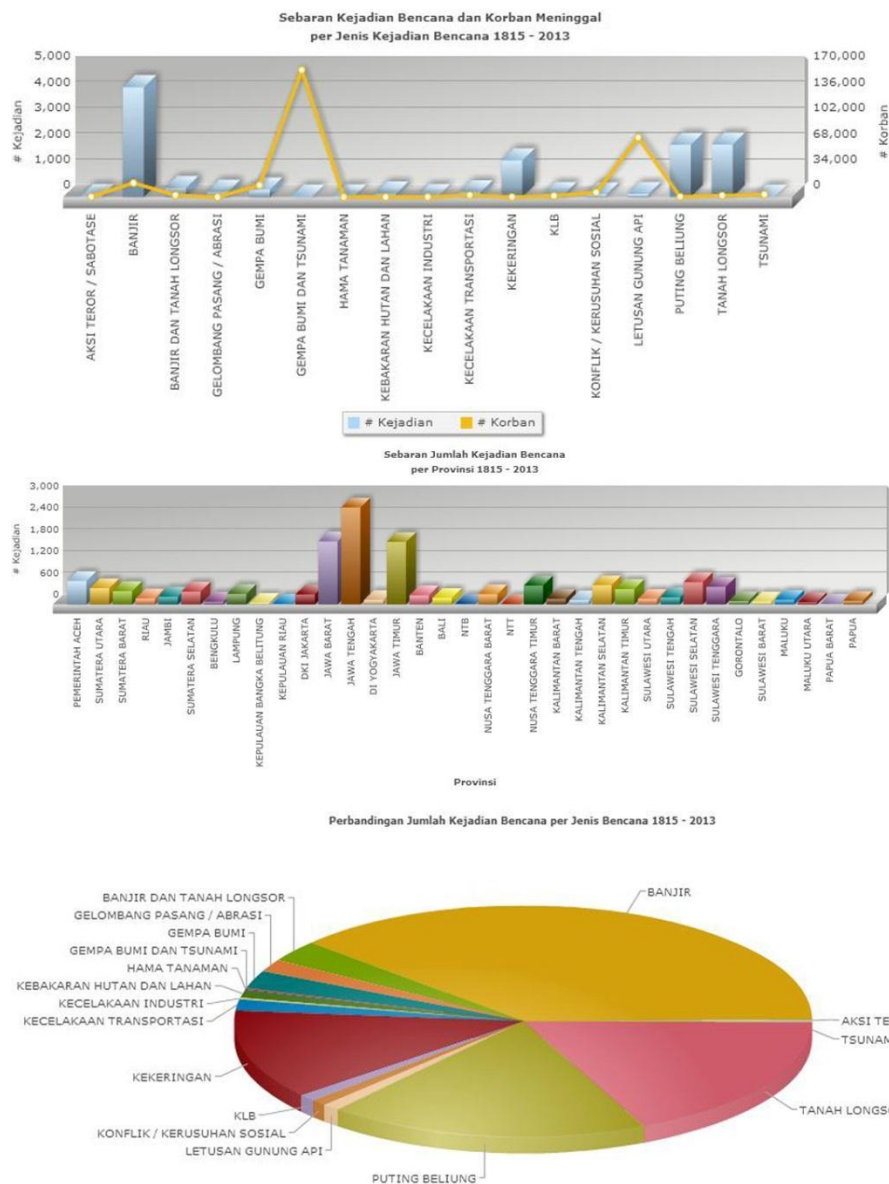 Sebaran Kejadian Bencana dan Korban Meninggal
per Jenis Kejadian Bencana 1815 - 2013
5,000
4,000
3,000
2,000
1,000
0
# Kejadian
170,000
136,000
102,000
68,000
34,000
0
# Korban
AKSI TEROR / SABOTASE
BANJIR
BANJIR DAN TANAH LONGSOR
GELOMBANG PASANG / ABRASI
GEMPA BUMI
GEMPA BUMI DAN TSUNAMI
HAMA TANAMAN
KEBAKARAN HUTAN DAN LAHAN
KECELAKAAN INDUSTRI
KECELAKAAN TRANSPORTASI
KEKERINGAN
KLB
KONFLIK / KERUSUHAN SOSIAL
LETUSAN GUNUNG API
PUTING BELIUNG
TANAH LONGSOR
TSUNAMI
# Kejadian
# Korban
Sebaran Jumlah Kejadian Bencana
per Provinsi 1815 - 2013
3,000
2,400
1,800
1,200
600
0
# Kejadian
PEMERINTAH ACEH
SUMATERA UTARA
SUMATERA BARAT
RIAU
JAMBI
SUMATERA SELATAN
BENGKULU
LAMPUNG
KEPULAUAN BANGKA BELITUNG
KEPULAUAN RIAU
DKI JAKARTA
JAWA BARAT
JAWA TENGAH
DI YOGYAKARTA
JAWA TIMUR
BANTEN
BALI
NTB
NUSA TENGGARA BARAT
NTT
NUSA TENGGARA TIMUR
KALIMANTAN BARAT
KALIMANTAN TENGAH
KALIMANTAN SELATAN
KALIMANTAN TIMUR
SULAWESI UTARA
SULAWESI TENGAH
SULAWESI SELATAN
SULAWESI TENGGARA
GORONTALO
SULAWESI BARAT
MALUKU
MALUKU UTARA
PAPUA BARAT
PAPUA
Provinsi
Perbandingan Jumlah Kejadian Bencana per Jenis Bencana 1815 - 2013
BANJIR
BANJIR DAN TANAH LONGSOR
GELOMBANG PASANG / ABRASI
GEMPA BUMI
GEMPA BUMI DAN TSUNAMI
HAMA TANAMAN
KEBAKARAN HUTAN DAN LAHAN
KECELAKAAN INDUSTRI
KECELAKAAN TRANSPORTASI
AKSI TE
TSUNAM
KEKERINGAN
TANAH LONGSO
KLB
KONFLIK / KERUSUHAN SOSIAL
LETUSAN GUNUNG API
PUTING BELIUNG